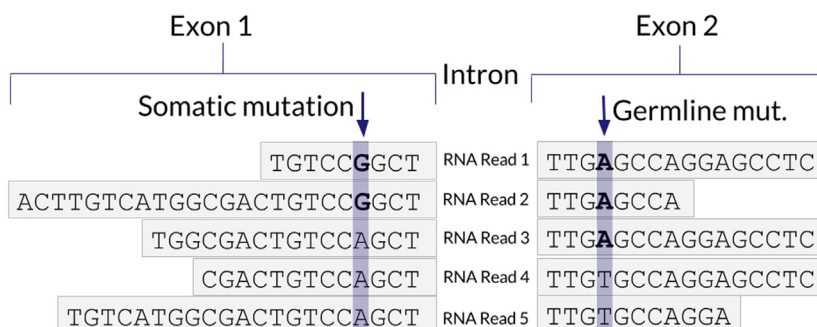 Exon 1
Exon 2
Intron
Somatic mutation
Germline mut.
TGTCCGGCT RNA Read 1 TTGAGCCAGGAGCCTC
ACTTGTCATGGCGACTGTCCGGCT RNA Read 2 TTGAGCCA
TGGCGACTGTCCAGCT RNA Read 3 TTGAGCCAGGAGCCTC
CGACTGTCCAGCT RNA Read 4 TTGTGCCAGGAGCCTC
TGTCATGGCGACTGTCCAGCT RNA Read 5 TTGTGCCAGGA